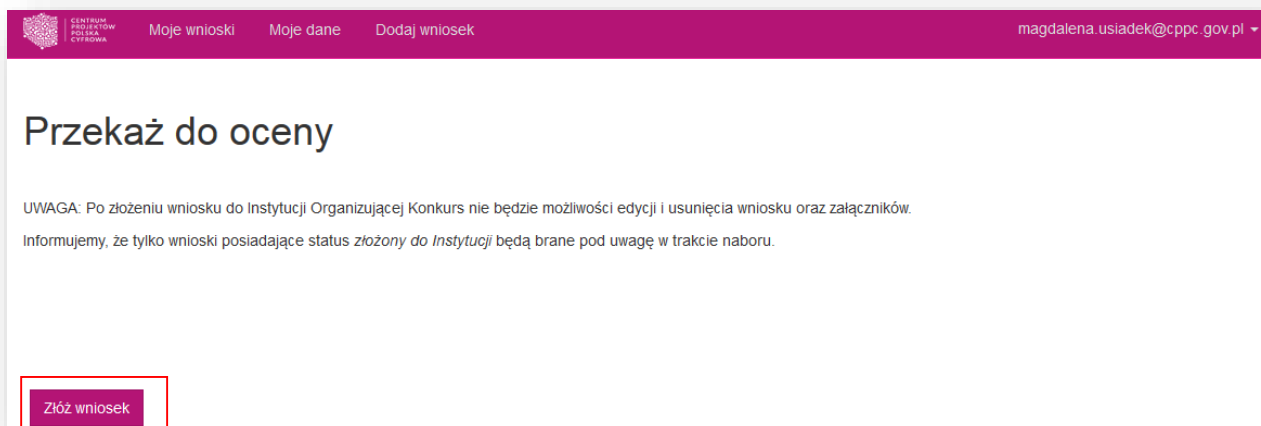 CENTRUM
PROJEKTÓW
POLSKA
CYFROWA
Moje wnioski Moje dane Dodaj wniosek magdalena.usiadek@cppc.gov.pl
Przekaż do oceny
UWAGA: Po złożeniu wniosku do Instytucji Organizującej Konkurs nie będzie możliwości edycji i usunięcia wniosku oraz załączników.
Informujemy, że tylko wnioski posiadające status złożony do Instytucji będą brane pod uwagę w trakcie naboru.
Złóż wniosek